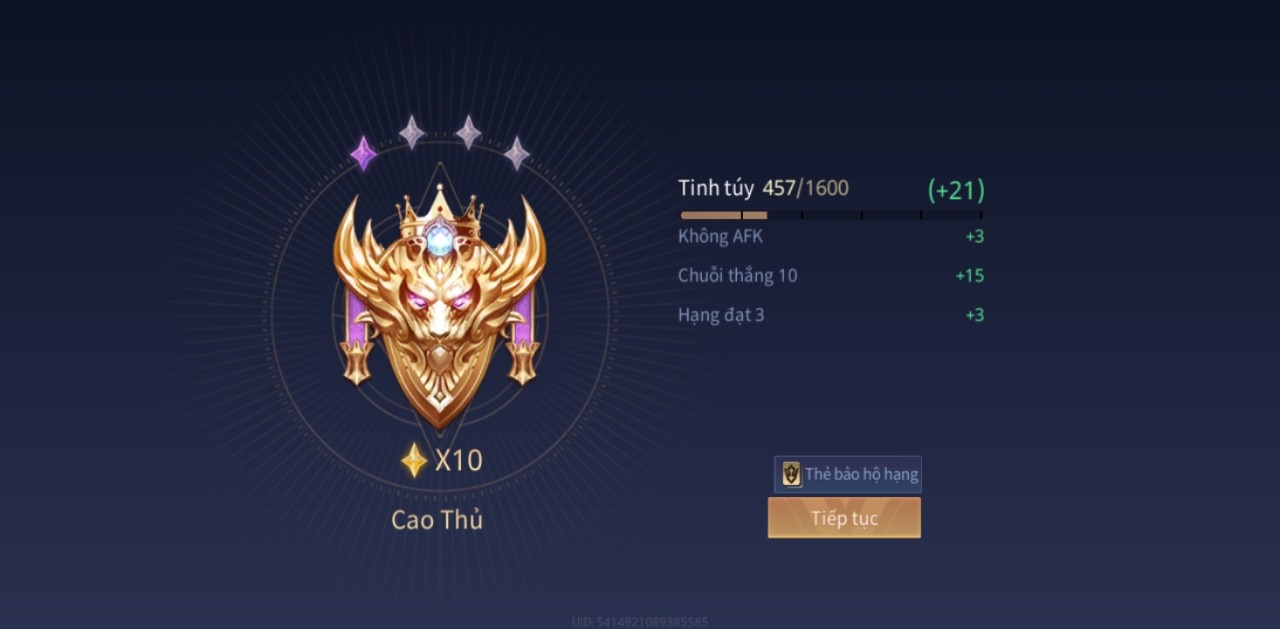 Tinh túy 457/1600 (+21)
Không AFK +3
Chuỗi thắng 10 +15
Hạng đạt 3 +3
X10
Cao Thủ
Thẻ bảo hộ hạng
Tiếp tục
UID: 5414921089385585